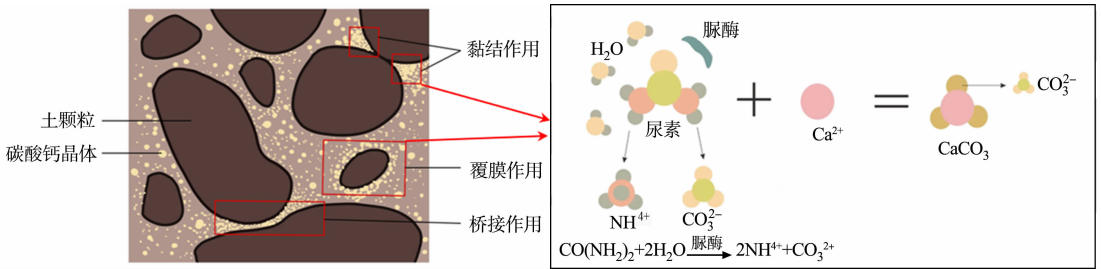 黏结作用
土颗粒
碳酸钙晶体
覆膜作用
桥接作用
H₂O
脲酶
尿素
Ca²⁺
CaCO₃
CO₃²⁻
NH⁴⁺
CO₃²⁻
CO(NH₂)₂+2H₂O 脲酶 2NH⁴⁺+CO₃²⁺